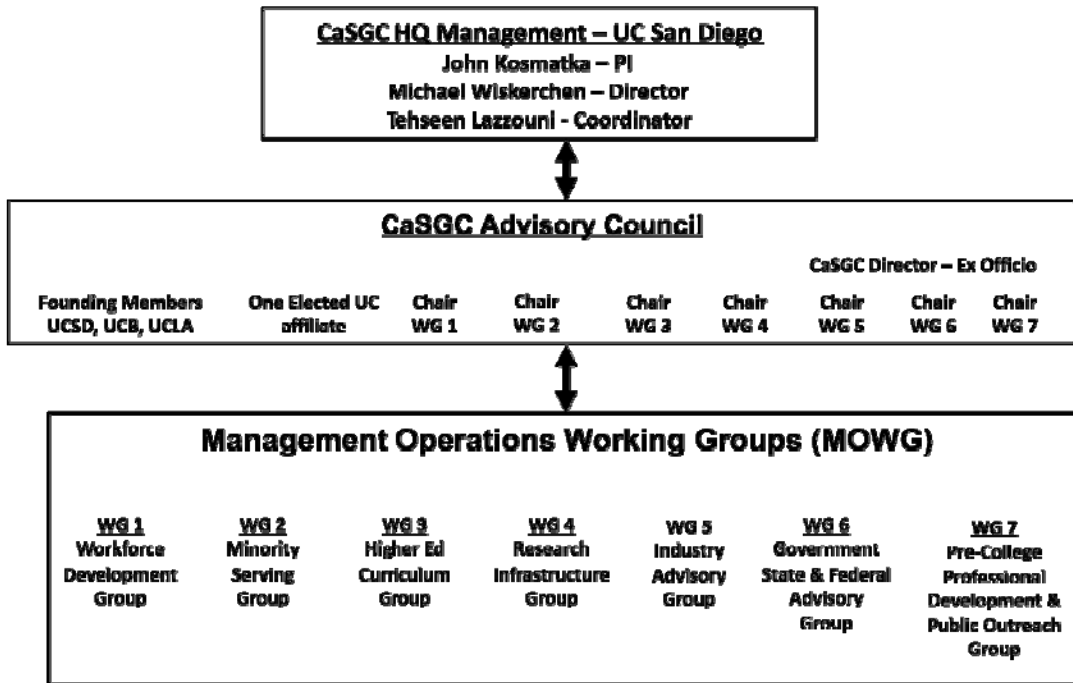 CaSGC HQ Management – UC San Diego
John Kosmatka – PI
Michael Wiskerchen – Director
Tehseen Lazzouni - Coordinator
CaSGC Advisory Council
CaSGC Director – Ex Officio
Founding Members
UCSD, UCB, UCLA
One Elected UC
affiliate
Chair
WG 1
Chair
WG 2
Chair
WG 3
Chair
WG 4
Chair
WG 5
Chair
WG 6
Chair
WG 7
Management Operations Working Groups (MOWG)
WG 1
Workforce
Development
Group
WG 2
Minority
Serving
Group
WG 3
Higher Ed
Curriculum
Group
WG 4
Research
Infrastructure
Group
WG 5
Industry
Advisory
Group
WG 6
Government
State & Federal
Advisory
Group
WG 7
Pre-College
Professional
Development &
Public Outreach
Group